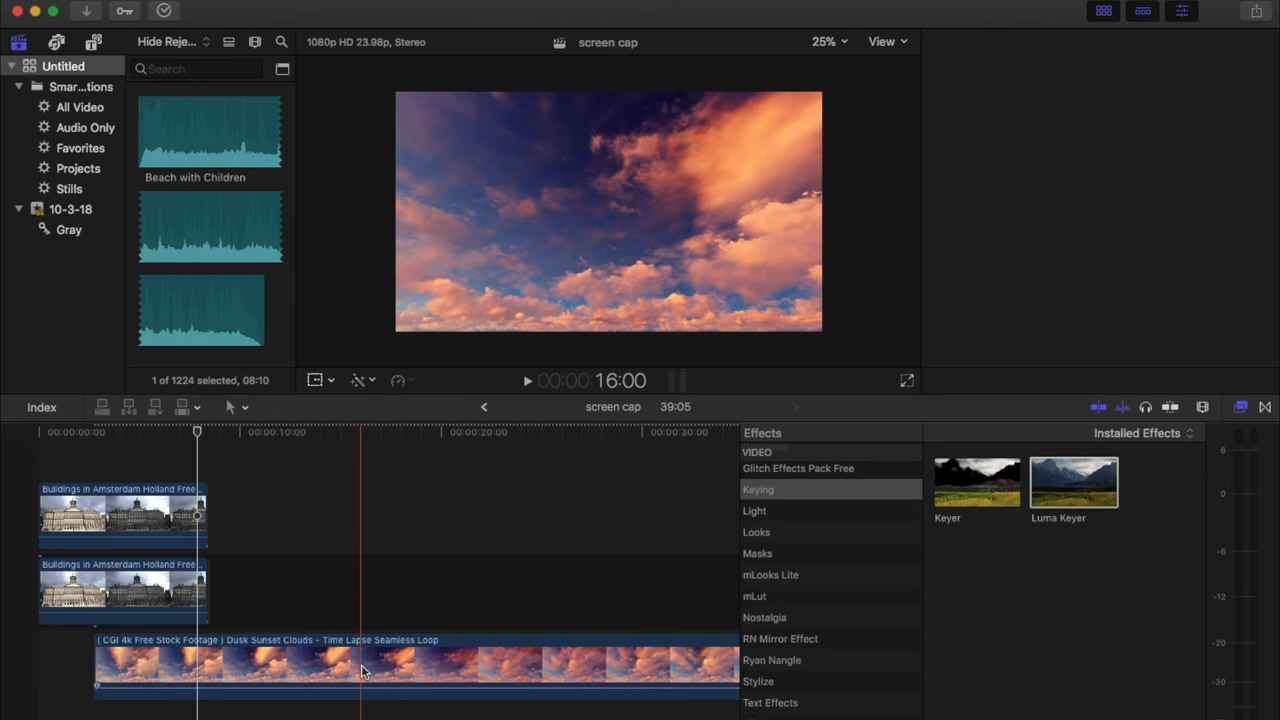 Hide Reje...
1080p HD 23.98p, Stereo
screen cap
25%
View
Untitled
Search
Smar...tions
All Video
Audio Only
Favorites
Projects
Stills
10-3-18
Gray
Beach with Children
1 of 1224 selected, 08:10
00:00:16:00
Index
screen cap
39:05
00:00:00:00
00:00:10:00
00:00:20:00
00:00:30:00
Buildings in Amsterdam Holland Free...
Buildings in Amsterdam Holland Free...
( CGI 4k Free Stock Footage ) Dusk Sunset Clouds - Time Lapse Seamless Loop
Effects
Installed Effects
VIDEO
Glitch Effects Pack Free
Keying
Light
Looks
Masks
mLooks Lite
mLut
Nostalgia
RN Mirror Effect
Ryan Nangle
Stylize
Text Effects
Keyer
Luma Keyer
6
0
-6
-12
-20
-30